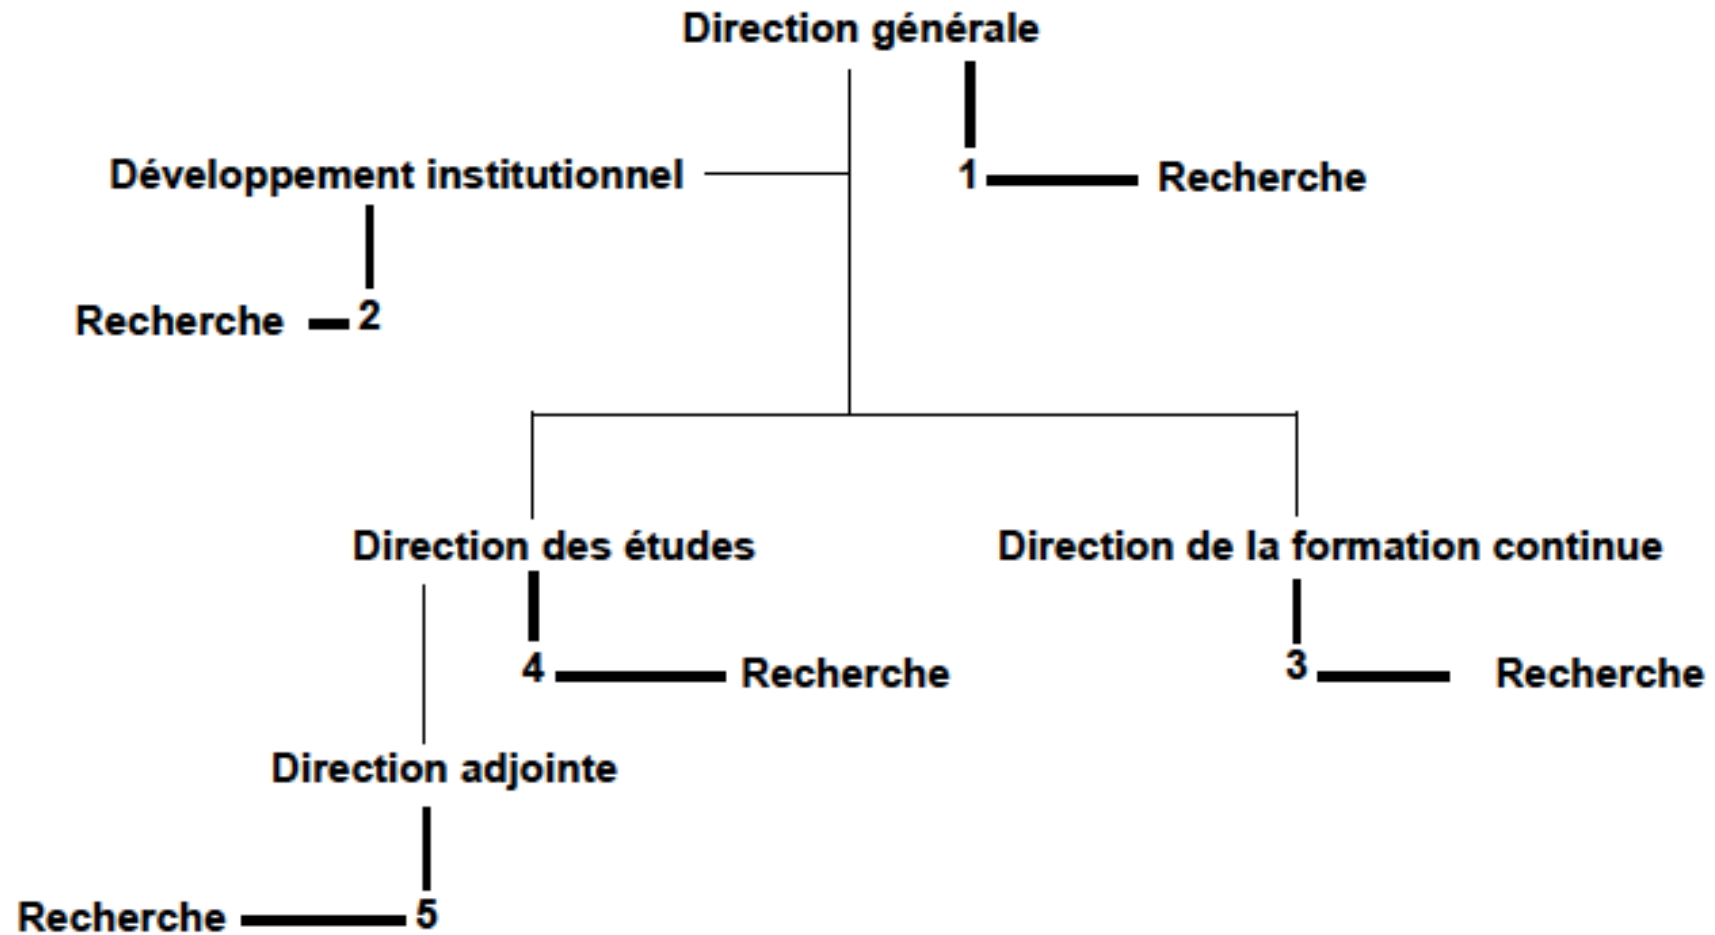 Direction générale
Développement institutionnel
1 Recherche
Recherche 2
Direction des études
Direction de la formation continue
4 Recherche
3 Recherche
Direction adjointe
Recherche 5